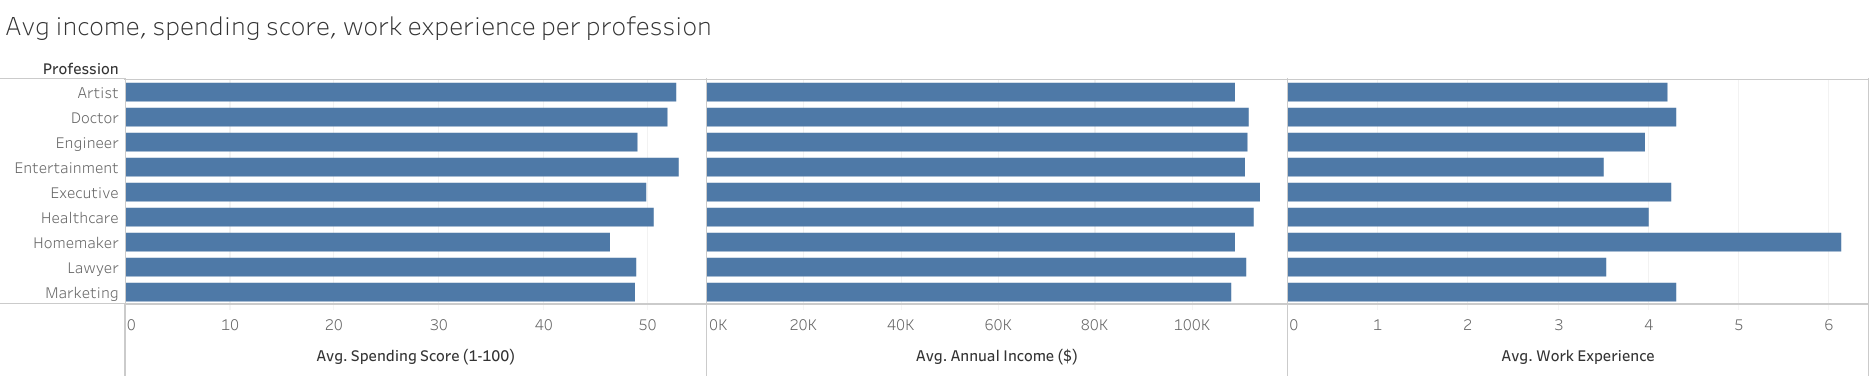 Avg income, spending score, work experience per profession
Profession
Artist
Doctor
Engineer
Entertainment
Executive
Healthcare
Homemaker
Lawyer
Marketing
0 10 20 30 40 50 0K 20K 40K 60K 80K 100K 0 1 2 3 4 5 6
Avg. Spending Score (1-100) Avg. Annual Income ($) Avg. Work Experience